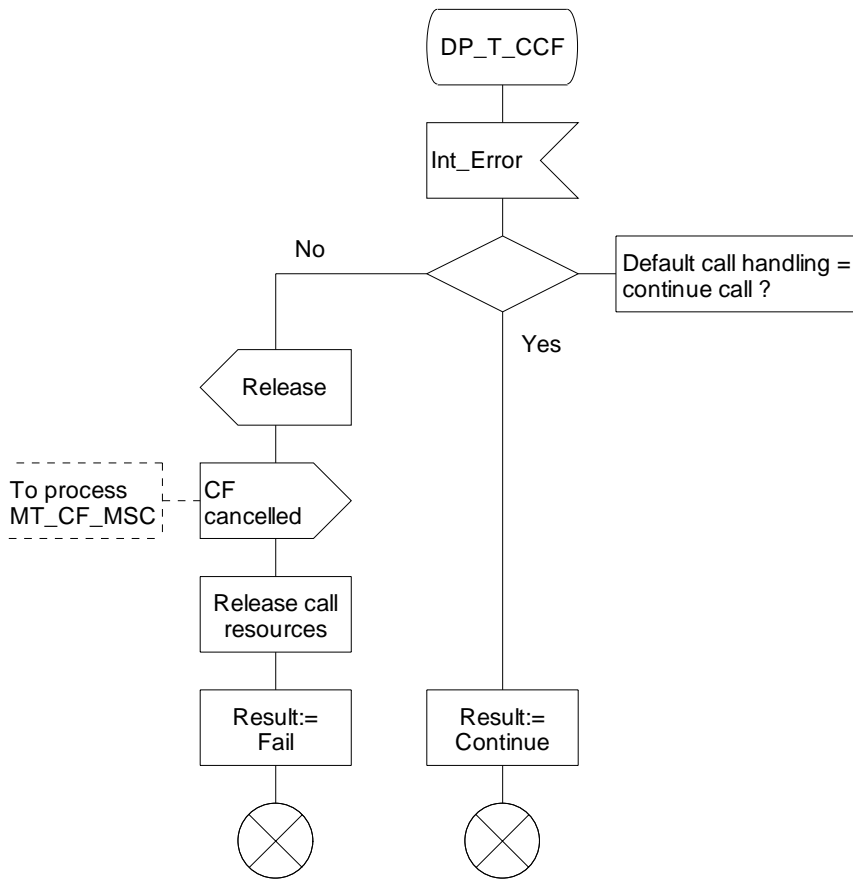 DP_T_CCF
Int_Error
No
Default call handling =
continue call ?
Yes
Release
To process
MT_CF_MSC
CF
cancelled
Release call
resources
Result:=
Fail
Result:=
Continue